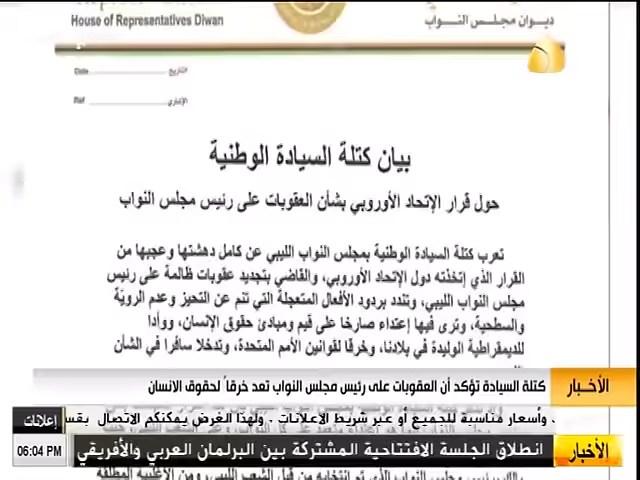 House of Representatives Diwan
ديوان مجلس النواب
Date التاريخ
Ref الإشاري
بيان كتلة السيادة الوطنية
حول قرار الإتحاد الأوروبي بشأن العقوبات على رئيس مجلس النواب
تعرب كتلة السيادة الوطنية بمجلس النواب الليبي عن كامل دهشتها وعجبها من
القرار الذي إتخذته دول الإتحاد الأوروبي، والقاضي بتجديد عقوبات ظالمة على رئيس
مجلس النواب الليبي، وتندد بردود الأفعال المتعجلة التي تنم عن التحيز وعدم الرويّة
والسطحية، وترى فيها إعتداء صارخا على قيم ومبادئ حقوق الإنسان، ووأدا
للديمقراطية الوليدة في بلادنا، وخرقا لقوانين الأمم المتحدة، وتدخلا سافرا في الشأن
الأخبار
كتلة السيادة تؤكد أن العقوبات على رئيس مجلس النواب تعد خرقاً لحقوق الانسان
إعلانات
وأسعار مناسبة للجميع أو عبر شريط الاعلانات . ولهذا الغرض يمكنكم الاتصال بقس
الأخبار
انطلاق الجلسة الافتتاحية المشتركة بين البرلمان العربي والأفريقي
06:04 PM